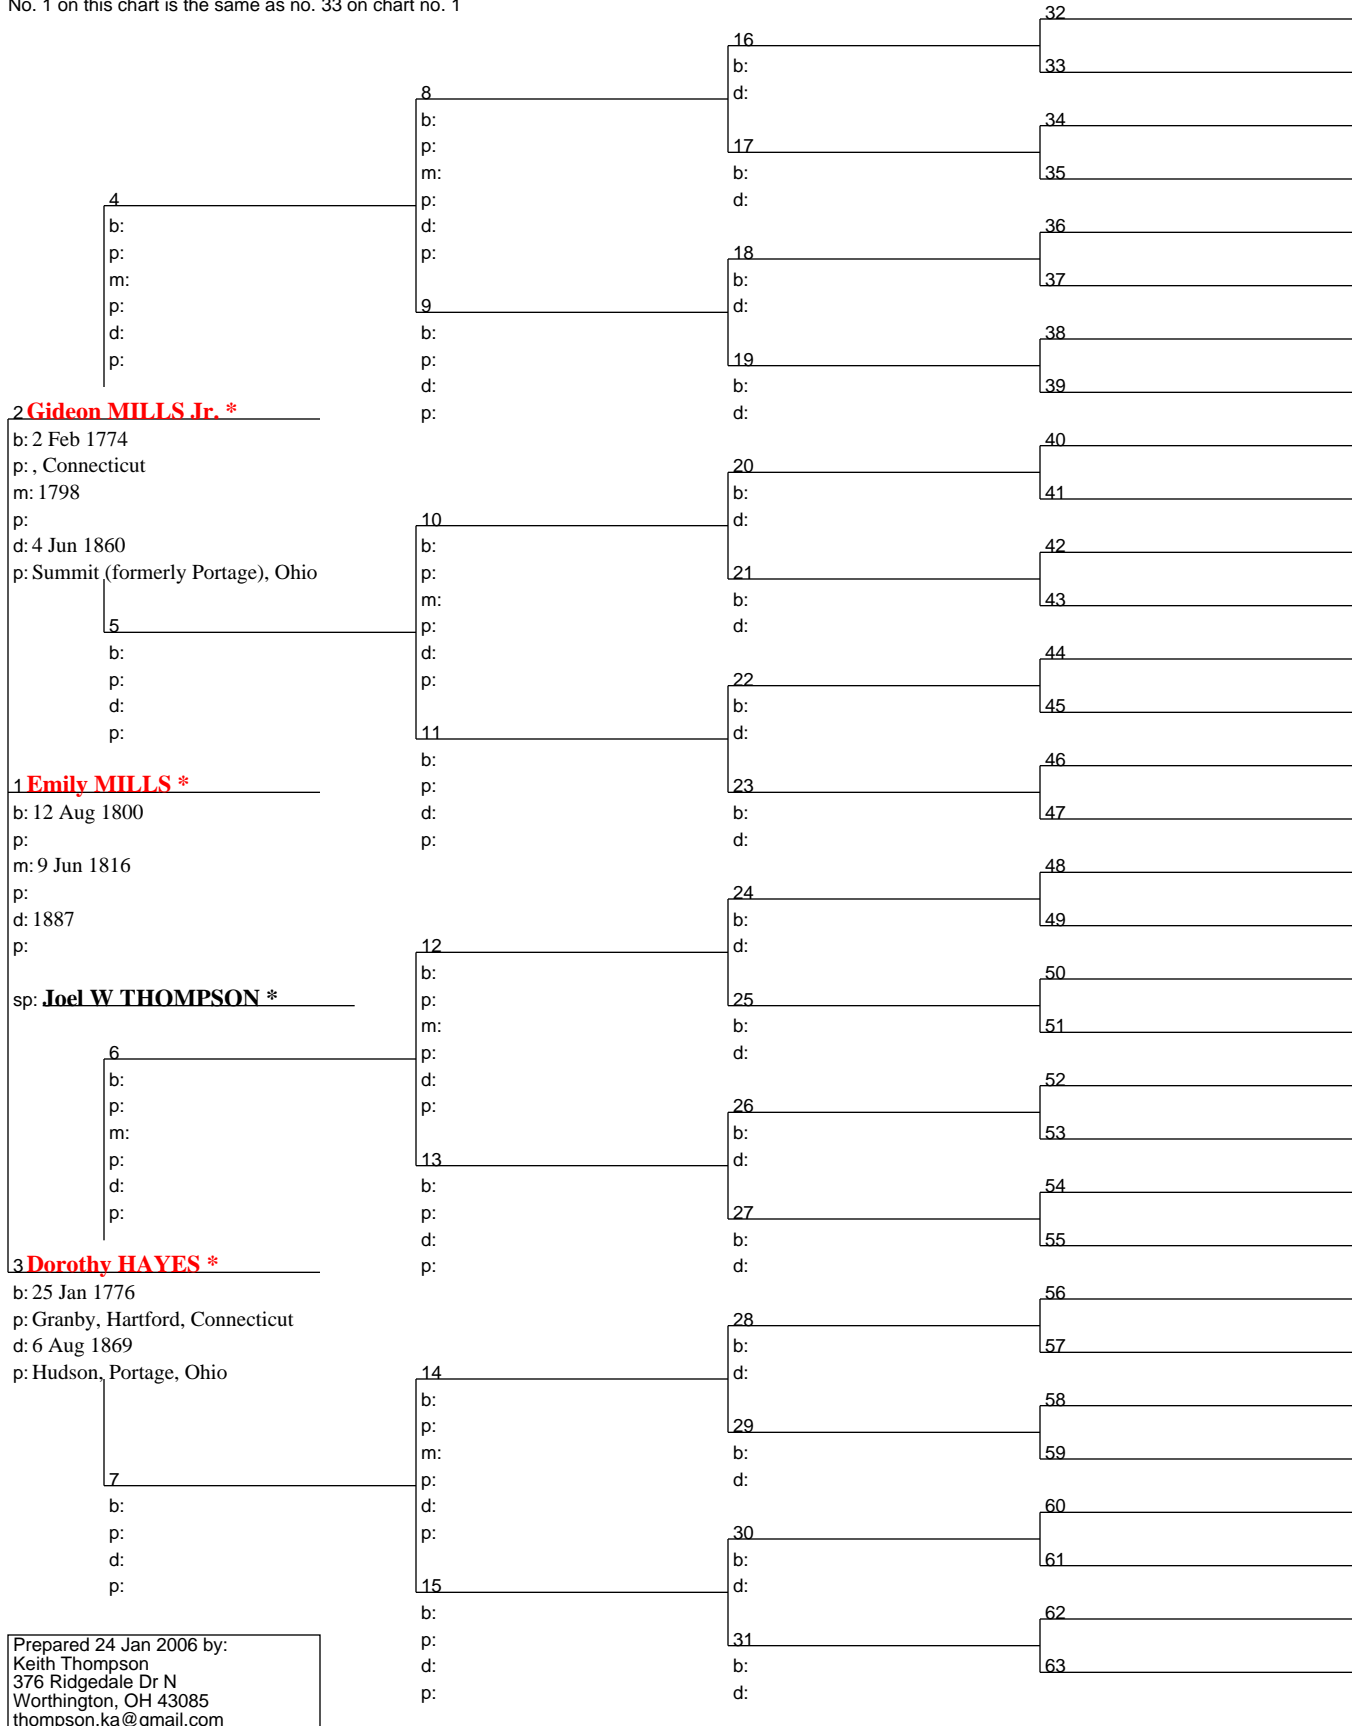 No. 1 on this chart is the same as no. 33 on chart no. 1
4
b:
p:
m:
p:
d:
p:
2 Gideon MILLS Jr. *
b: 2 Feb 1774
p: , Connecticut
m: 1798
p:
d: 4 Jun 1860
p: Summit (formerly Portage), Ohio
5
b:
p:
d:
p:
1 Emily MILLS *
b: 12 Aug 1800
p:
m: 9 Jun 1816
p:
d: 1887
p:
sp: Joel W THOMPSON *
6
b:
p:
m:
p:
d:
p:
3 Dorothy HAYES *
b: 25 Jan 1776
p: Granby, Hartford, Connecticut
d: 6 Aug 1869
p: Hudson, Portage, Ohio
7
b:
p:
d:
p:
Prepared 24 Jan 2006 by:
Keith Thompson
376 Ridgedale Dr N
Worthington, OH 43085
thompson.ka@gmail.com
8
b:
p:
m:
p:
d:
p:
9
b:
p:
d:
p:
10
b:
p:
m:
p:
d:
p:
11
b:
p:
d:
p:
12
b:
p:
m:
p:
d:
p:
13
b:
p:
d:
p:
14
b:
p:
m:
p:
d:
p:
15
b:
p:
d:
p:
16
b:
d:
17
b:
d:
18
b:
d:
19
b:
d:
20
b:
d:
21
b:
d:
22
b:
d:
23
b:
d:
24
b:
d:
25
b:
d:
26
b:
d:
27
b:
d:
28
b:
d:
29
b:
d:
30
b:
d:
31
b:
d:
32
33
34
35
36
37
38
39
40
41
42
43
44
45
46
47
48
49
50
51
52
53
54
55
56
57
58
59
60
61
62
63